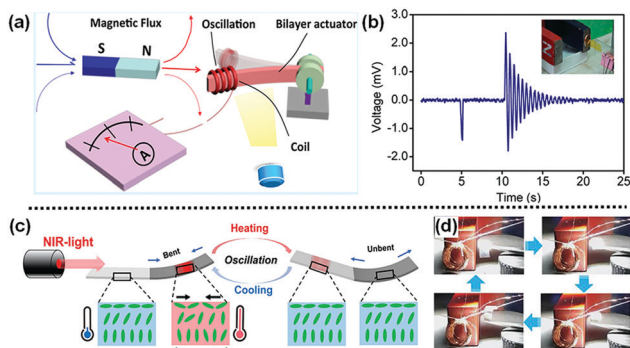 (a)
Magnetic Flux
Oscillation
Bilayer actuator
S N
Coil
A
(b)
Voltage (mV)
3.0
2.0
1.0
0.0
-1.0
-2.0
0 5 10 15 20 25
Time (s)
N
(c)
NIR-light
Bent
Heating
Oscillation
Cooling
Unbent
(d)